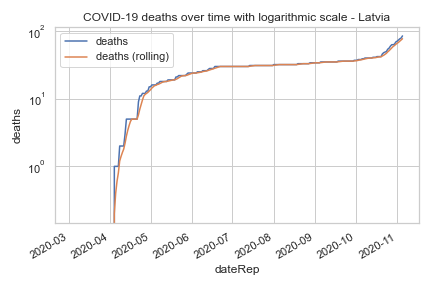 COVID-19 deaths over time with logarithmic scale - Latvia
deaths
deaths (rolling)
10²
10¹
10⁰
deaths
2020-03
2020-04
2020-05
2020-06
2020-07
2020-08
2020-09
2020-10
2020-11
dateRep